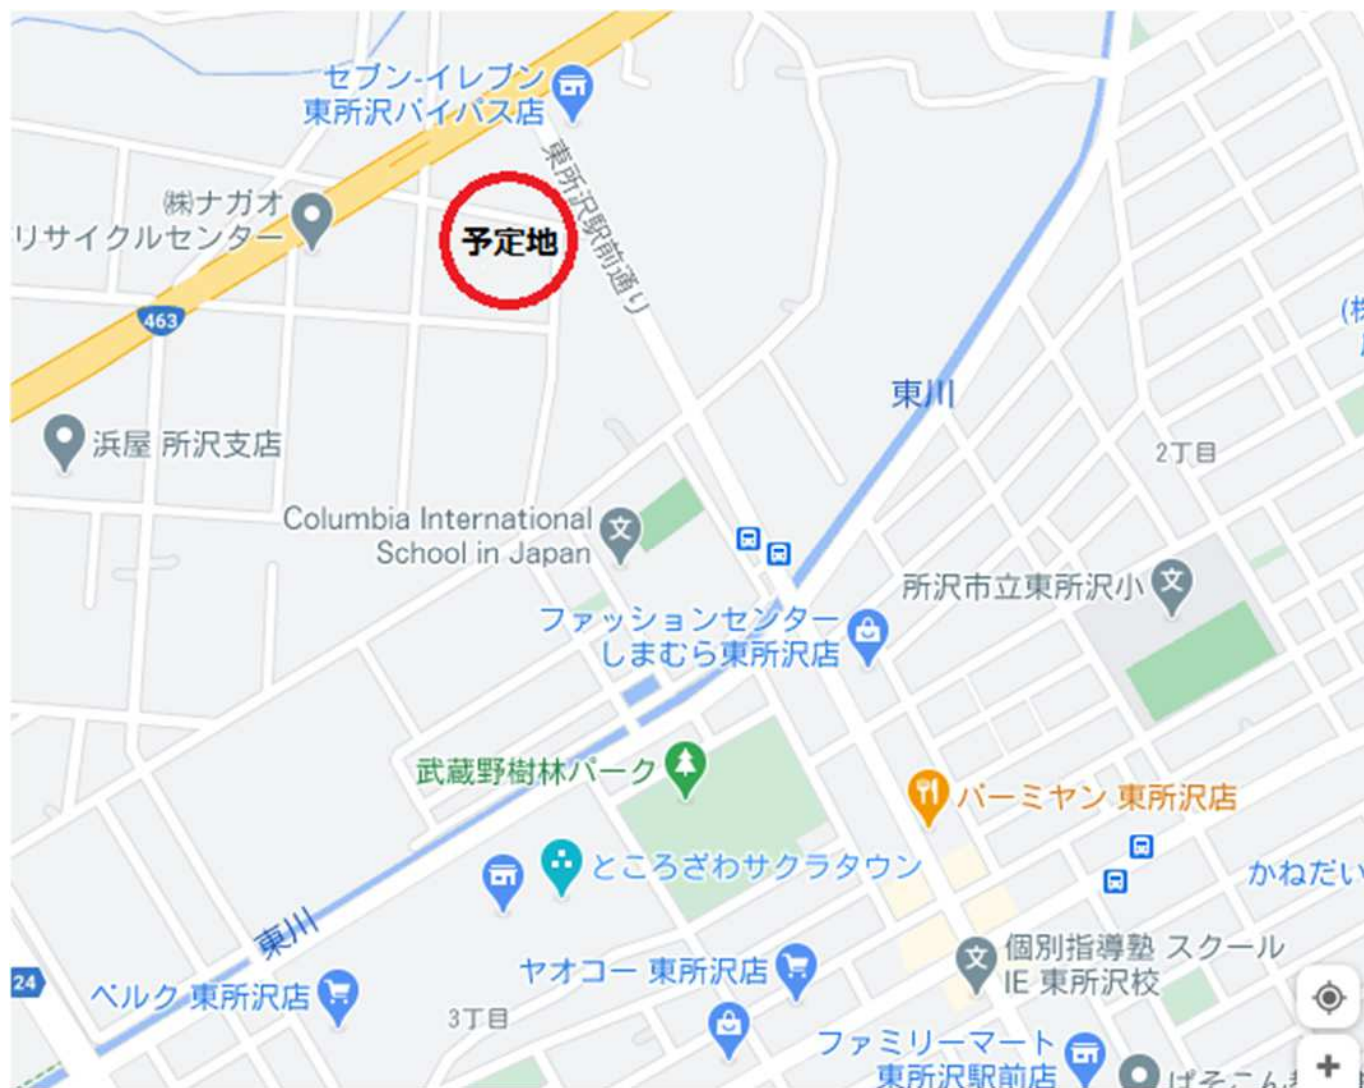 セブン-イレブン
東所沢バイパス店
東所沢駅前通り
㈱ナガオ
リサイクルセンター
予定地
463
(株
東川
浜屋 所沢支店
2丁目
Columbia International
School in Japan
文
所沢市立東所沢小
文
ファッションセンター
しまむら東所沢店
武蔵野樹林パーク
バーミヤン 東所沢店
ところざわサクラタウン
かねだい
東川
個別指導塾 スクール
IE 東所沢校
文
ヤオコー 東所沢店
24
ベルク 東所沢店
3丁目
ファミリーマート
東所沢駅前店
ぱそこん